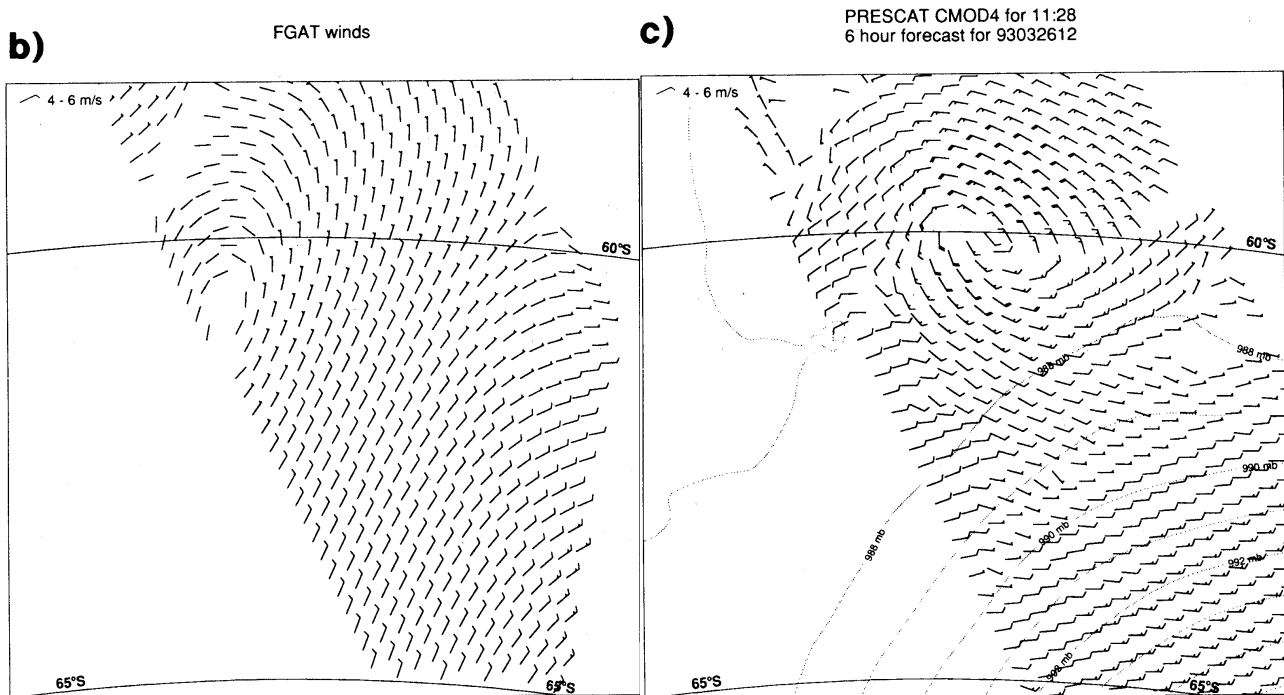 b)
FGAT winds
4 - 6 m/s
60°S
65°S
65°S
c)
PRESCAT CMOD4 for 11:28
6 hour forecast for 93032612
4 - 6 m/s
60°S
988 mb
988 mb
990 mb
990 mb
988 mb
992 mb
65°S